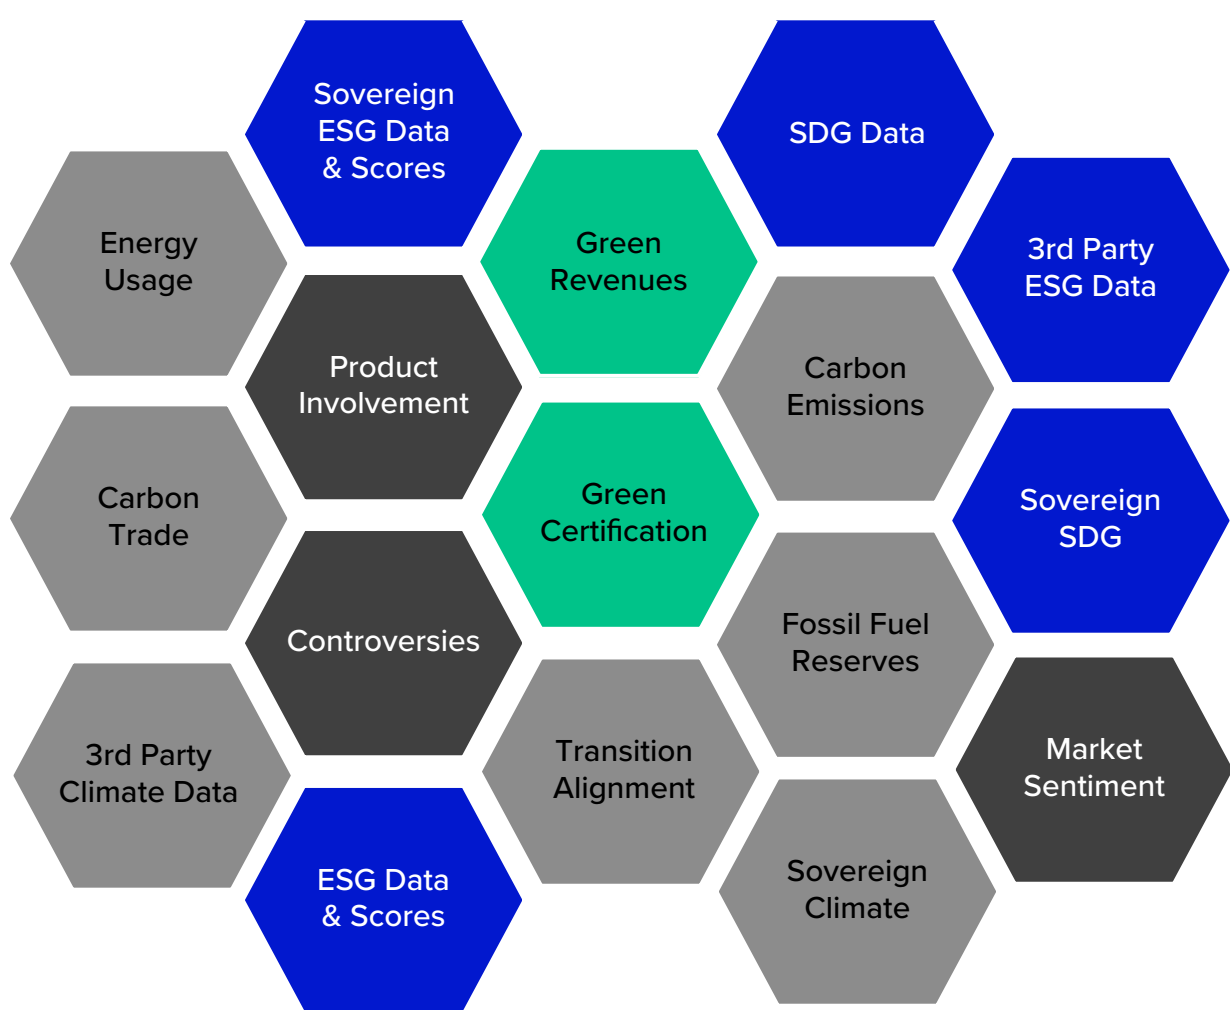 Sovereign
ESG Data
& Scores
SDG Data
Energy
Usage
Green
Revenues
3rd Party
ESG Data
Product
Involvement
Carbon
Emissions
Carbon
Trade
Green
Certification
Sovereign
SDG
Controversies
Fossil Fuel
Reserves
3rd Party
Climate Data
Transition
Alignment
Market
Sentiment
ESG Data
& Scores
Sovereign
Climate